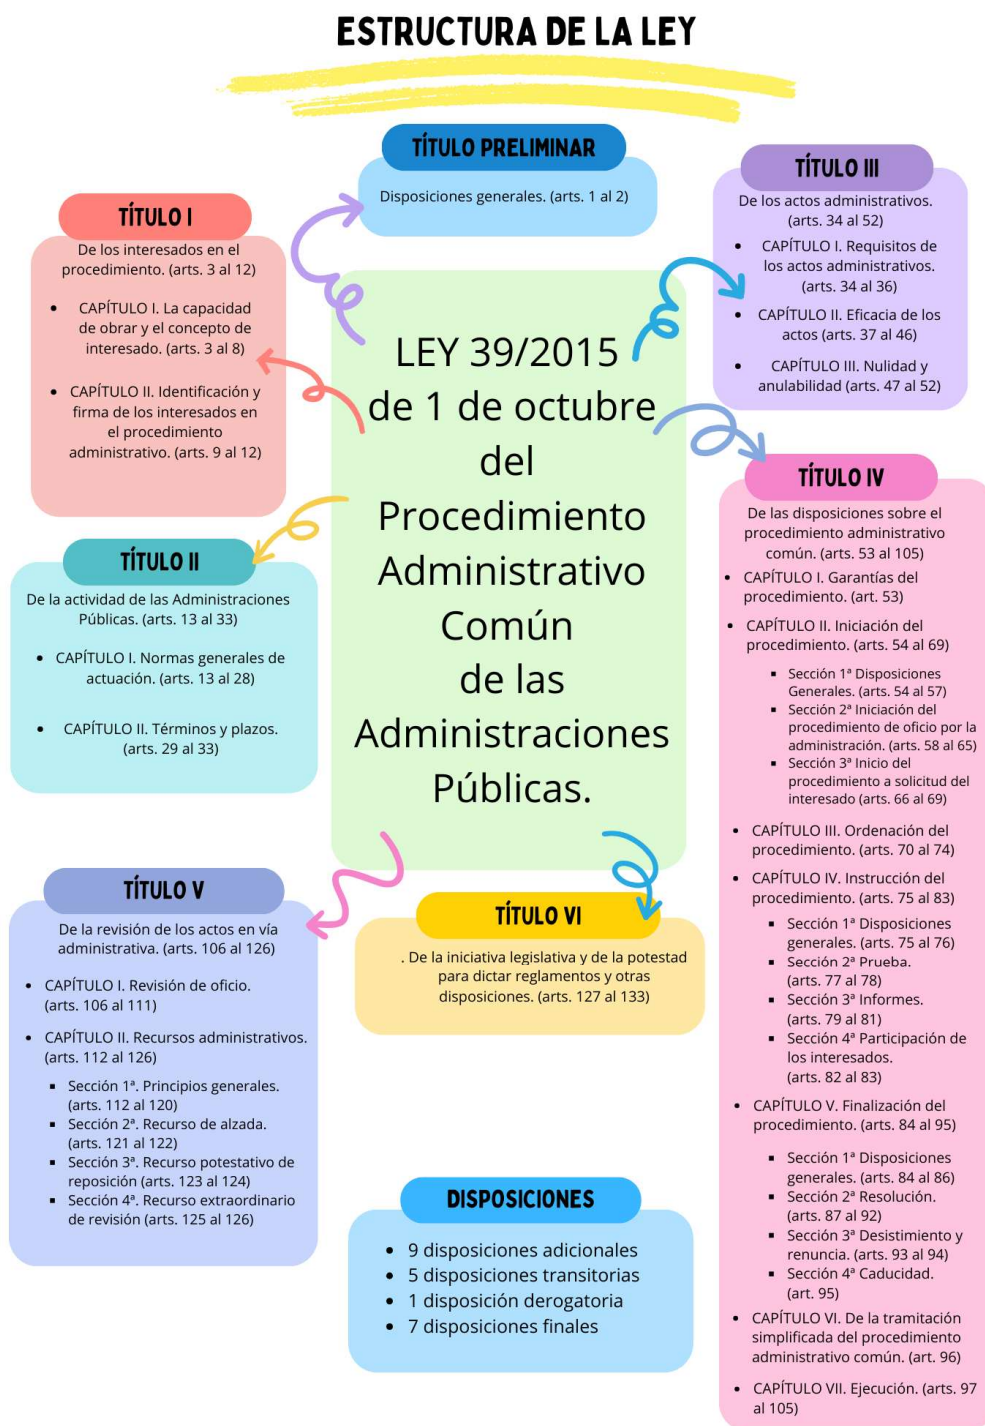 ESTRUCTURA DE LA LEY
TÍTULO PRELIMINAR
Disposiciones generales. (arts. 1 al 2)
TÍTULO I
De los interesados en el
procedimiento. (arts. 3 al 12)
• CAPÍTULO I. La capacidad
de obrar y el concepto de
interesado. (arts. 3 al 8)
• CAPÍTULO II. Identificación y
firma de los interesados en
el procedimiento
administrativo. (arts. 9 al 12)
TÍTULO II
De la actividad de las Administraciones
Públicas. (arts. 13 al 33)
• CAPÍTULO I. Normas generales de
actuación. (arts. 13 al 28)
• CAPÍTULO II. Términos y plazos.
(arts. 29 al 33)
LEY 39/2015
de 1 de octubre
del
Procedimiento
Administrativo
Común
de las
Administraciones
Públicas.
TÍTULO III
De los actos administrativos.
(arts. 34 al 52)
• CAPÍTULO I. Requisitos de
los actos administrativos.
(arts. 34 al 36)
• CAPÍTULO II. Eficacia de los
actos (arts. 37 al 46)
• CAPÍTULO III. Nulidad y
anulabilidad (arts. 47 al 52)
TÍTULO IV
De las disposiciones sobre el
procedimiento administrativo
común. (arts. 53 al 105)
• CAPÍTULO I. Garantías del
procedimiento. (art. 53)
• CAPÍTULO II. Iniciación del
procedimiento. (arts. 54 al 69)
▪ Sección 1ª Disposiciones
Generales. (arts. 54 al 57)
▪ Sección 2ª Iniciación del
procedimiento de oficio por la
administración. (arts. 58 al 65)
▪ Sección 3ª Inicio del
procedimiento a solicitud del
interesado (arts. 66 al 69)
• CAPÍTULO III. Ordenación del
procedimiento. (arts. 70 al 74)
• CAPÍTULO IV. Instrucción del
procedimiento. (arts. 75 al 83)
▪ Sección 1ª Disposiciones
generales. (arts. 75 al 76)
▪ Sección 2ª Prueba.
(arts. 77 al 78)
▪ Sección 3ª Informes.
(arts. 79 al 81)
▪ Sección 4ª Participación de
los interesados.
(arts. 82 al 83)
• CAPÍTULO V. Finalización del
procedimiento. (arts. 84 al 95)
▪ Sección 1ª Disposiciones
generales. (arts. 84 al 86)
▪ Sección 2ª Resolución.
(arts. 87 al 92)
▪ Sección 3ª Desistimiento y
renuncia. (arts. 93 al 94)
▪ Sección 4ª Caducidad.
(art. 95)
• CAPÍTULO VI. De la tramitación
simplificada del procedimiento
administrativo común. (art. 96)
• CAPÍTULO VII. Ejecución. (arts. 97
al 105)
TÍTULO V
De la revisión de los actos en vía
administrativa. (arts. 106 al 126)
• CAPÍTULO I. Revisión de oficio.
(arts. 106 al 111)
• CAPÍTULO II. Recursos administrativos.
(arts. 112 al 126)
▪ Sección 1ª. Principios generales.
(arts. 112 al 120)
▪ Sección 2ª. Recurso de alzada.
(arts. 121 al 122)
▪ Sección 3ª. Recurso potestativo de
reposición (arts. 123 al 124)
▪ Sección 4ª. Recurso extraordinario
de revisión (arts. 125 al 126)
TÍTULO VI
. De la iniciativa legislativa y de la potestad
para dictar reglamentos y otras
disposiciones. (arts. 127 al 133)
DISPOSICIONES
• 9 disposiciones adicionales
• 5 disposiciones transitorias
• 1 disposición derogatoria
• 7 disposiciones finales